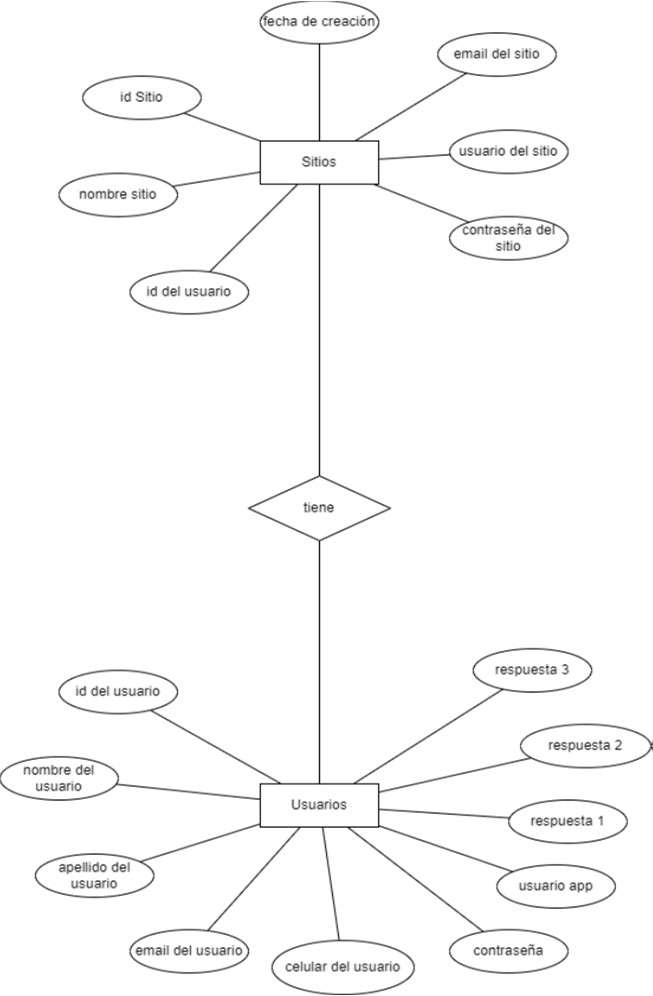 fecha de creación
email del sitio
id Sitio
usuario del sitio
Sitios
nombre sitio
contraseña del
sitio
id del usuario
tiene
respuesta 3
id del usuario
respuesta 2
nombre del
usuario
Usuarios
respuesta 1
apellido del
usuario
usuario app
email del usuario
contraseña
celular del usuario